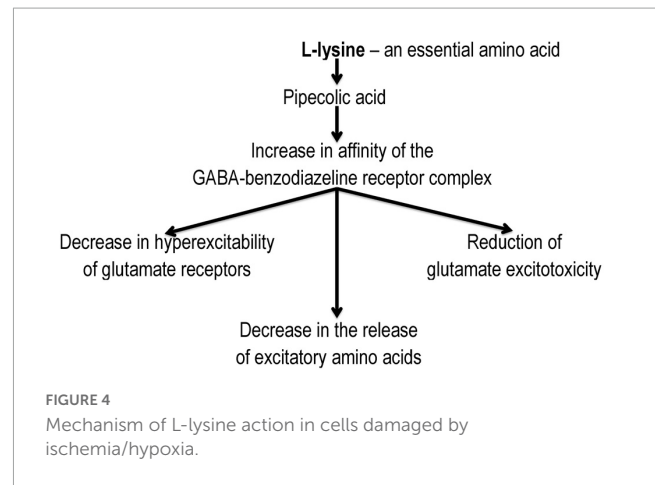 L-lysine – an essential amino acid
Pipecolic acid
Increase in affinity of the
GABA-benzodiazeline receptor complex
Decrease in hyperexcitability
of glutamate receptors
Reduction of
glutamate excitotoxicity
Decrease in the release
of excitatory amino acids
FIGURE 4
Mechanism of L-lysine action in cells damaged by
ischemia/hypoxia.